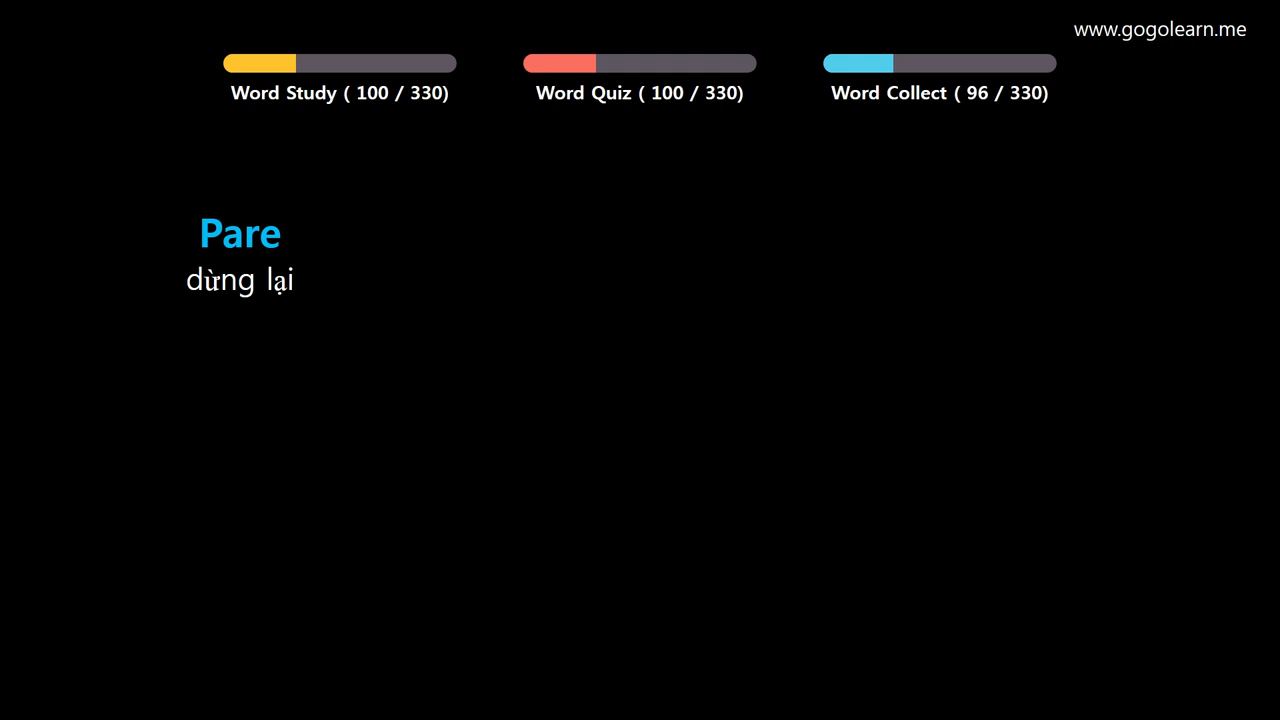 www.gogolearn.me
Word Study ( 100 / 330)
Word Quiz ( 100 / 330)
Word Collect ( 96 / 330)
Pare
dừng lại